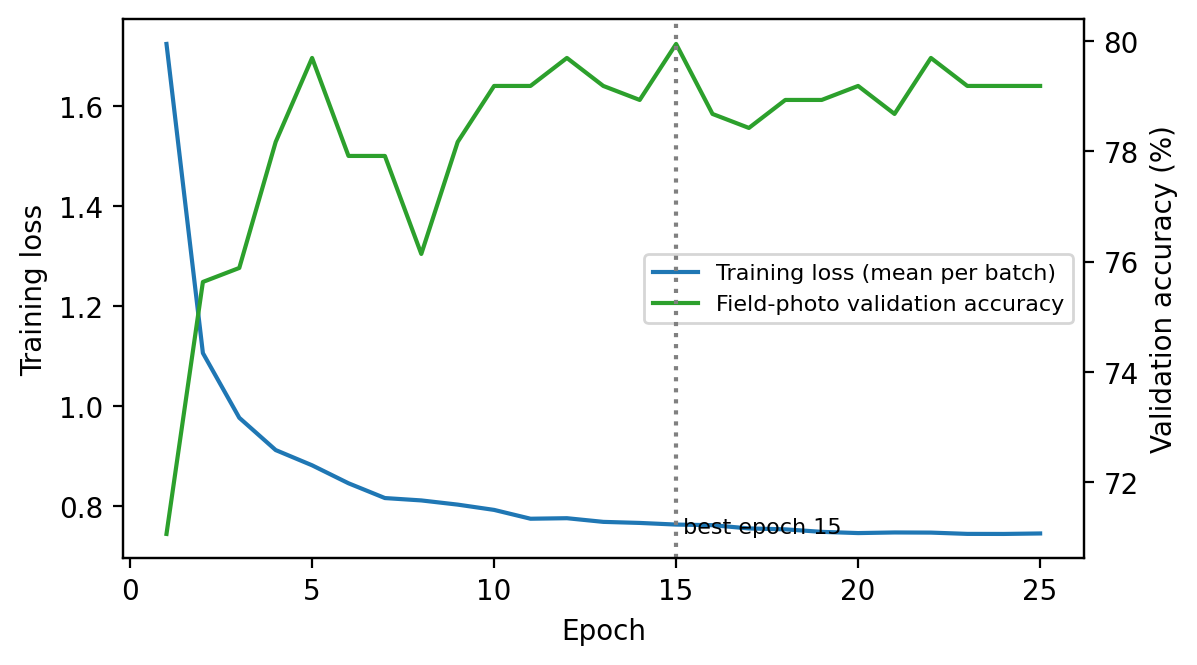 Training loss
1.6
1.4
1.2
1.0
0.8
80
78
76
74
72
Validation accuracy (%)
Training loss (mean per batch)
Field-photo validation accuracy
best epoch 15
0 5 10 15 20 25
Epoch